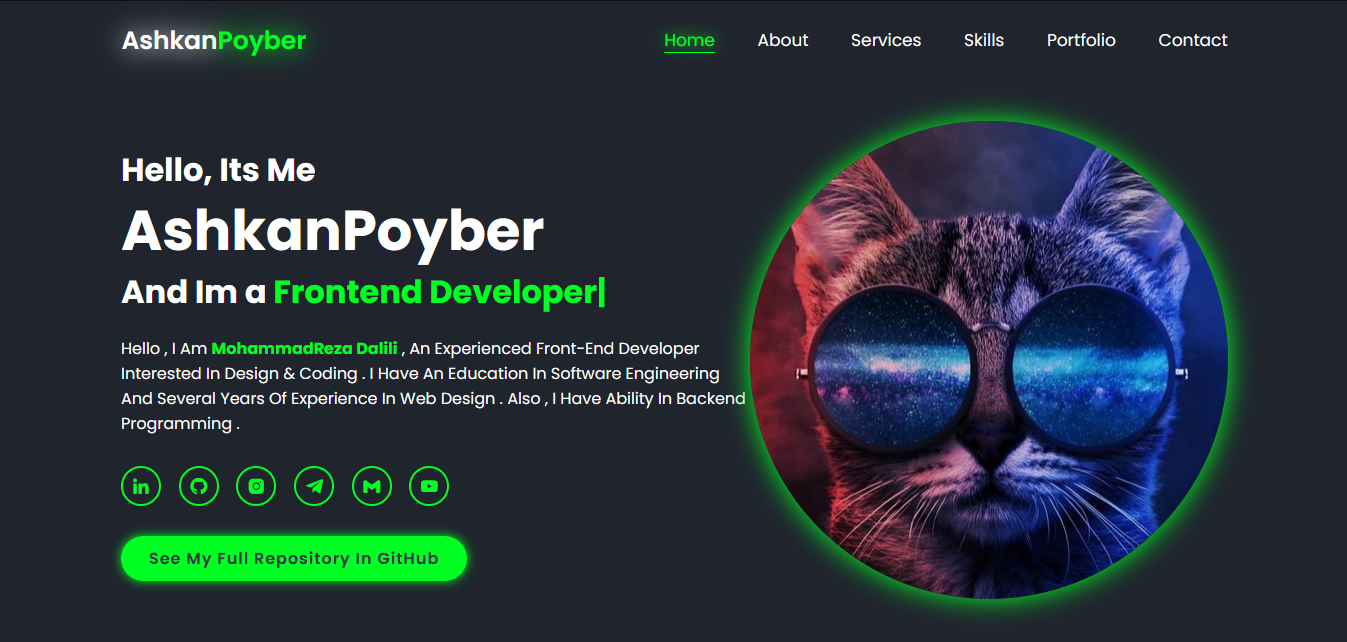 AshkanPoyber
Home About Services Skills Portfolio Contact
Hello, Its Me
AshkanPoyber
And Im a Frontend Developer|
Hello , I Am MohammadReza Dalili , An Experienced Front-End Developer
Interested In Design & Coding . I Have An Education In Software Engineering
And Several Years Of Experience In Web Design . Also , I Have Ability In Backend
Programming .
See My Full Repository In GitHub